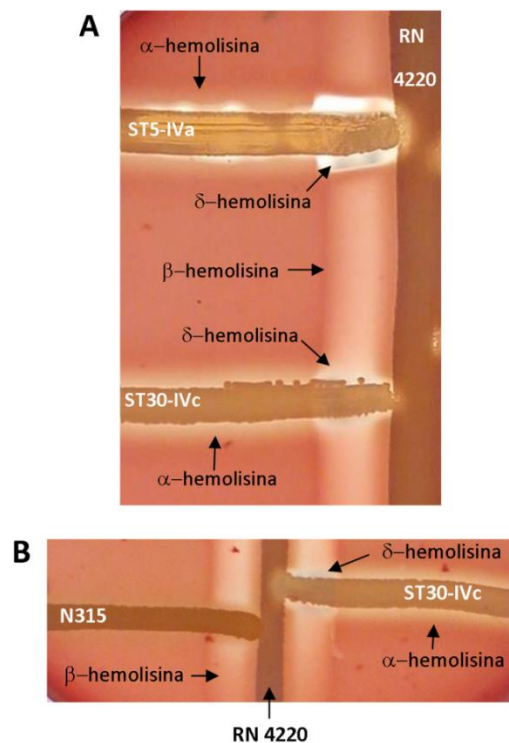 A
α-hemolisina
RN
4220
ST5-IVa
δ-hemolisina
β-hemolisina
δ-hemolisina
ST30-IVc
α-hemolisina
B
δ-hemolisina
N315
ST30-IVc
β-hemolisina
α-hemolisina
RN 4220